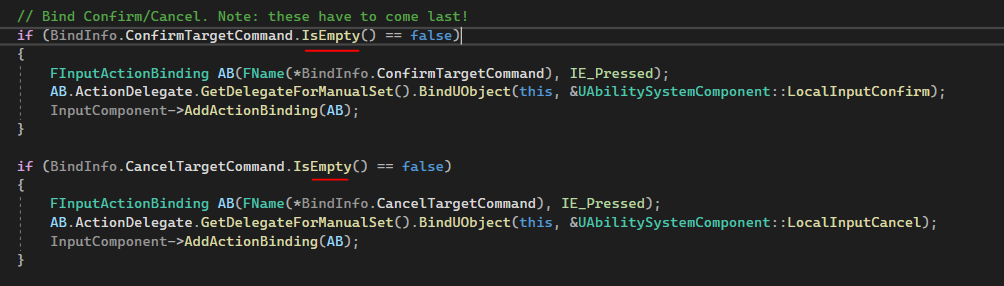 // Bind Confirm/Cancel. Note: these have to come last!
if (BindInfo.ConfirmTargetCommand.IsEmpty() == false)
{
FInputActionBinding AB(FName(*BindInfo.ConfirmTargetCommand), IE_Pressed);
AB.ActionDelegate.GetDelegateForManualSet().BindUObject(this, &UAbilitySystemComponent::LocalInputConfirm);
InputComponent->AddActionBinding(AB);
}
if (BindInfo.CancelTargetCommand.IsEmpty() == false)
{
FInputActionBinding AB(FName(*BindInfo.CancelTargetCommand), IE_Pressed);
AB.ActionDelegate.GetDelegateForManualSet().BindUObject(this, &UAbilitySystemComponent::LocalInputCancel);
InputComponent->AddActionBinding(AB);
}